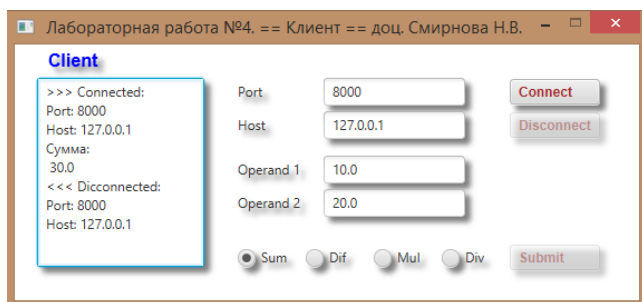 Лабораторная работа №4. == Клиент == доц. Смирнова Н.В.
Client
>>> Connected:
Port: 8000
Host: 127.0.0.1
Сумма:
30.0
<<< Dicconnected:
Port: 8000
Host: 127.0.0.1
Port 8000 Connect
Host 127.0.0.1 Disconnect
Operand 1 10.0
Operand 2 20.0
Sum Dif Mul Div Submit